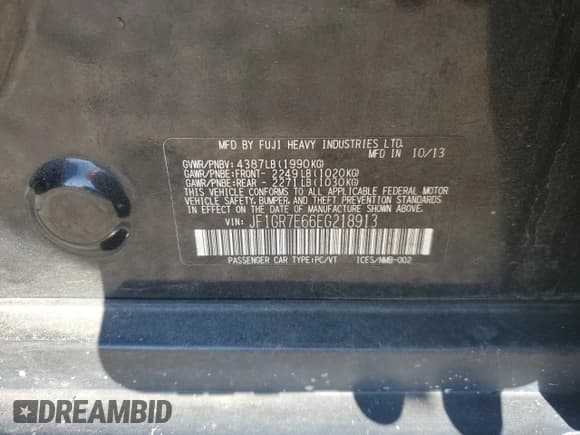 MFD BY FUJI HEAVY INDUSTRIES LTD.
MFD IN 10/13
GVWR/PNBV: 4387LB(1990KG)
GAWR/PNBE:FRONT- 2249LB(1020KG)
GAWR/PNBE:REAR - 2271LB(1030KG)
THIS VEHICLE CONFORMS TO ALL APPLICABLE FEDERAL MOTOR
VEHICLE SAFETY, BUMPER, AND THEFT PREVENTION STANDARDS
IN EFFECT ON THE DATE OF MANUFACTURE SHOWN ABOVE.
VIN: JF1GR7E66EG218913
PASSENGER CAR TYPE:PC/VT ICES/NMB-002
DREAMBID